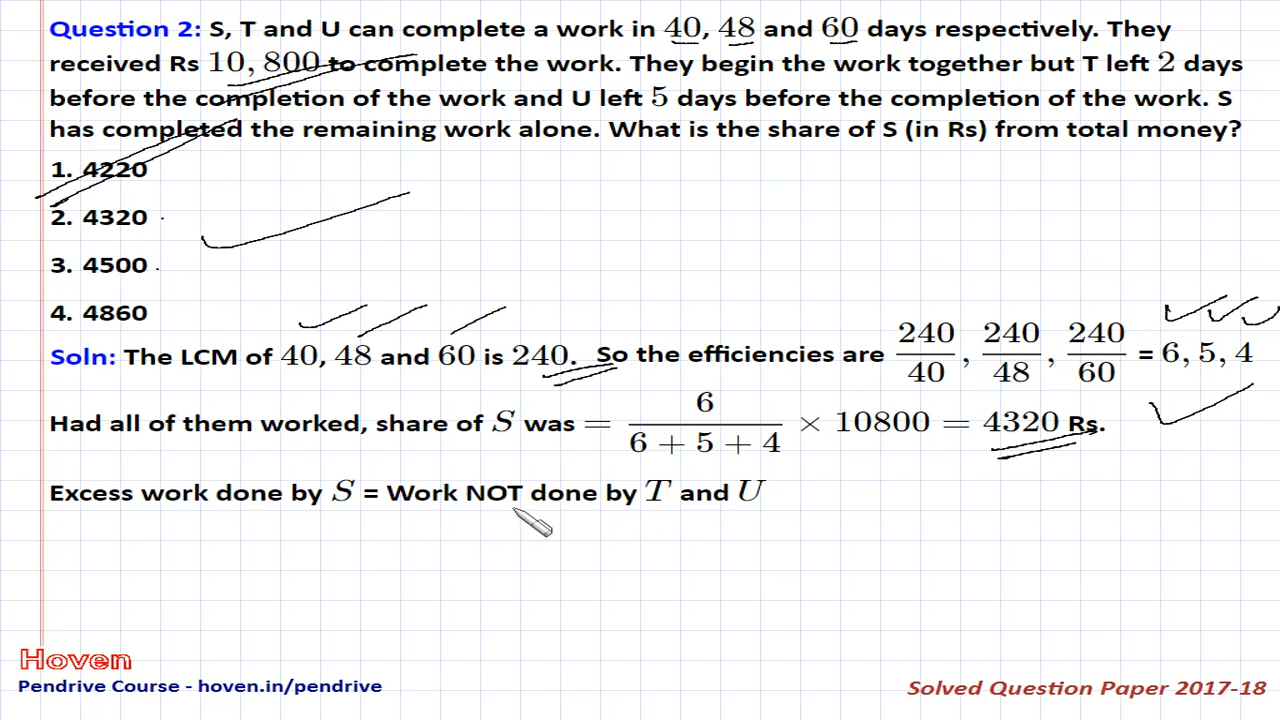 Question 2: S, T and U can complete a work in 40, 48 and 60 days respectively. They
received Rs 10, 800 to complete the work. They begin the work together but T left 2 days
before the completion of the work and U left 5 days before the completion of the work. S
has completed the remaining work alone. What is the share of S (in Rs) from total money?
1. 4220
2. 4320
3. 4500
4. 4860
Soln: The LCM of 40, 48 and 60 is 240. So the efficiencies are 240/40, 240/48, 240/60 = 6, 5, 4
Had all of them worked, share of S was = 6/(6 + 5 + 4) × 10800 = 4320 Rs.
Excess work done by S = Work NOT done by T and U
Hoven
Pendrive Course - hoven.in/pendrive
Solved Question Paper 2017-18